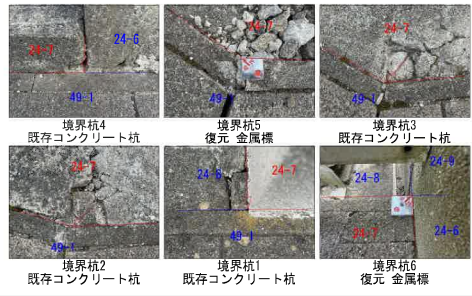 24-7
24-6
49-1
境界杭4
既存コンクリート杭
24-7
49-
境界杭5
復元 金属標
24-7
49-1
境界杭3
既存コンクリート杭
24-7
49-1
境界杭2
既存コンクリート杭
24-6
24-7
49-1
境界杭1
既存コンクリート杭
24-8
24-9
24-7
24-6
境界杭6
復元 金属標